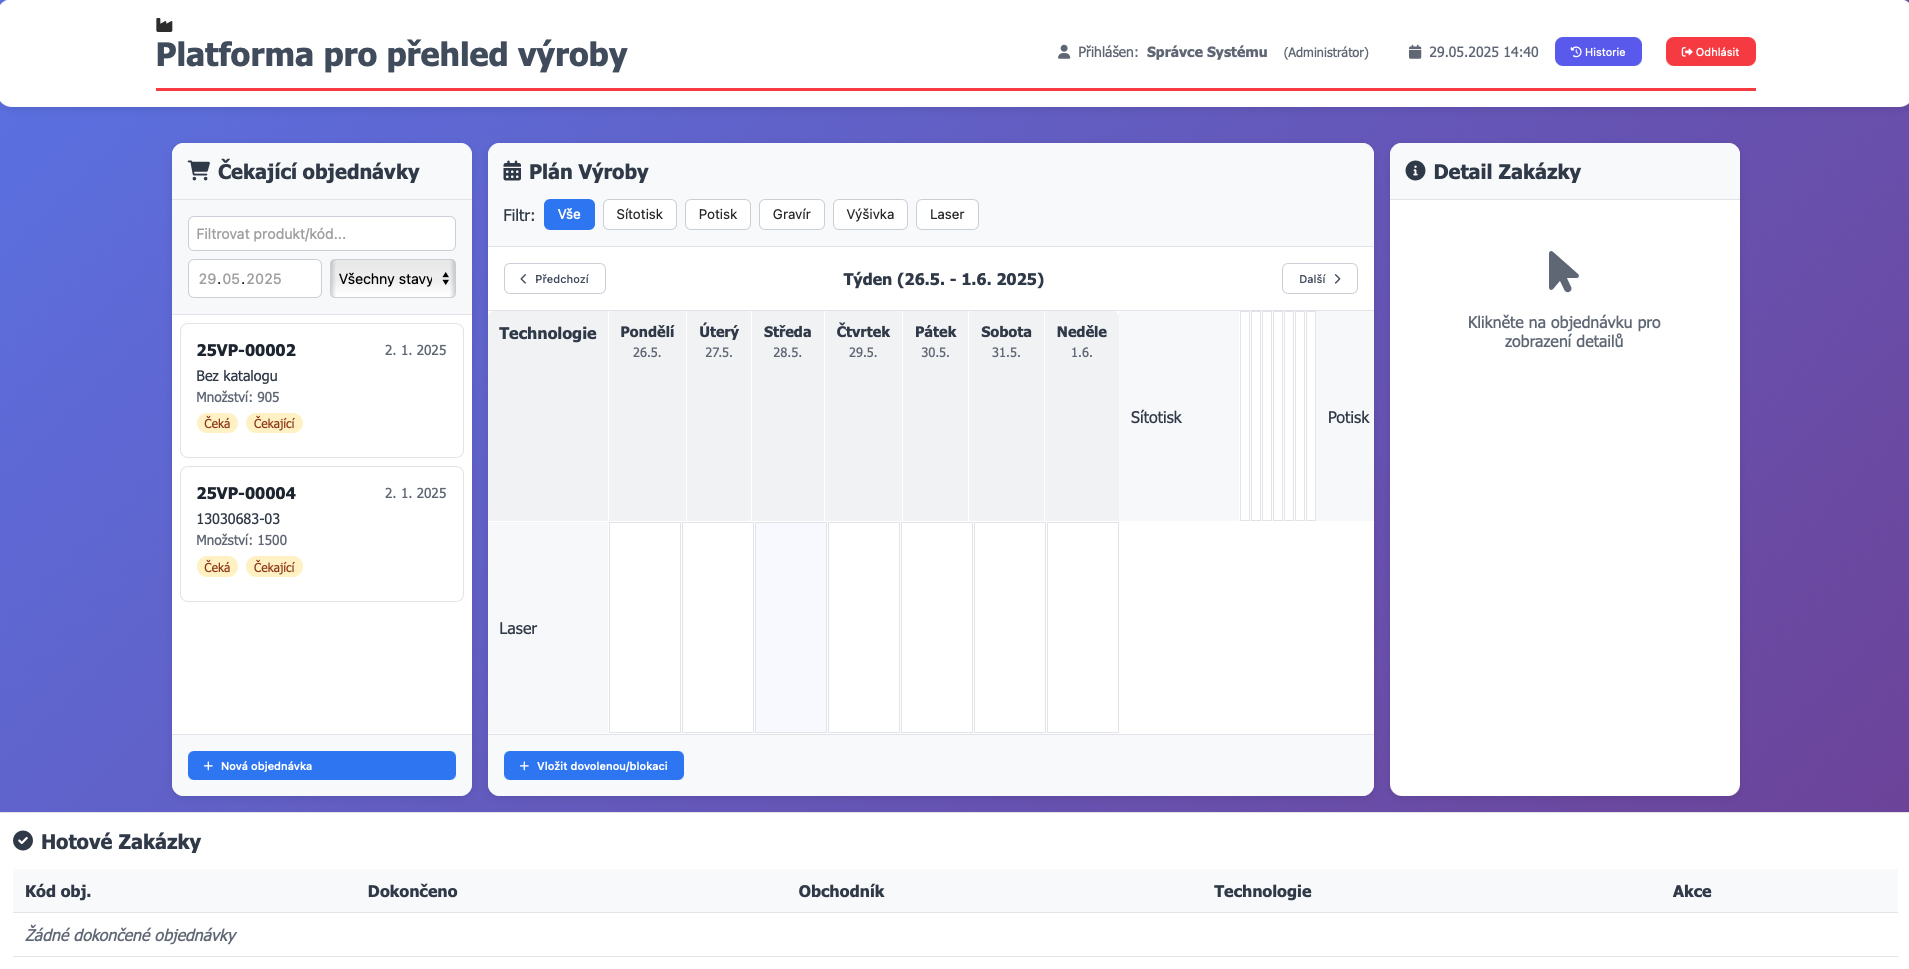 Platforma pro přehled výroby
Přihlášen: Správce Systému (Administrátor) 29.05.2025 14:40 Historie Odhlásit
Čekající objednávky
Filtrovat produkt/kód...
29.05.2025 Všechny stavy
25VP-00002 2. 1. 2025
Bez katalogu
Množství: 905
Čeká Čekající
25VP-00004 2. 1. 2025
13030683-03
Množství: 1500
Čeká Čekající
Nová objednávka
Plán Výroby
Filtr: Vše Sítotisk Potisk Gravír Výšivka Laser
Předchozí Týden (26.5. - 1.6. 2025) Další
Technologie Pondělí Úterý Středa Čtvrtek Pátek Sobota Neděle
26.5. 27.5. 28.5. 29.5. 30.5. 31.5. 1.6.
Sítotisk Potisk
Laser
Vložit dovolenou/blokaci
Detail Zakázky
Klikněte na objednávku pro
zobrazení detailů
Hotové Zakázky
Kód obj. Dokončeno Obchodník Technologie Akce
Žádné dokončené objednávky